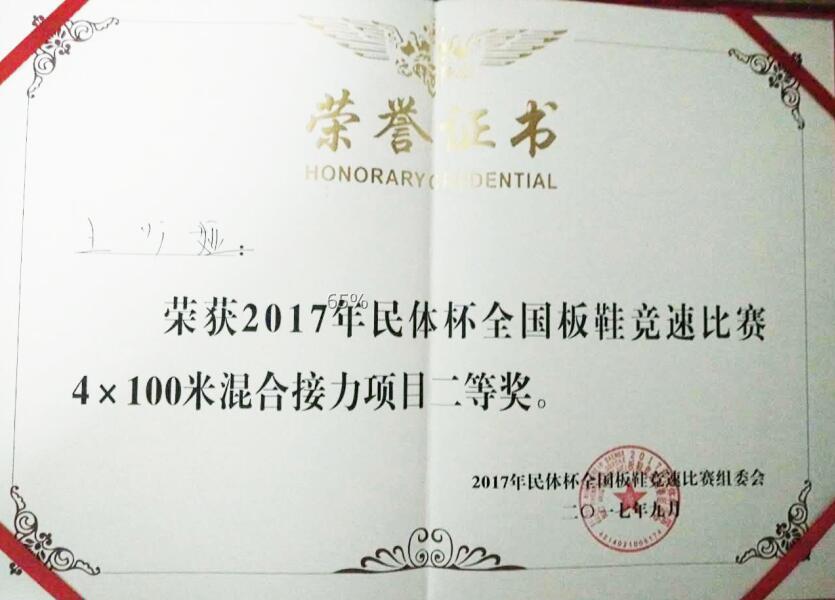 荣誉证书
HONORARY CREDENTIAL
65%
荣获2017年民体杯全国板鞋竞速比赛
4×100米混合接力项目二等奖。
2017年民体杯全国板鞋竞速比赛组委会
二〇一七年九月